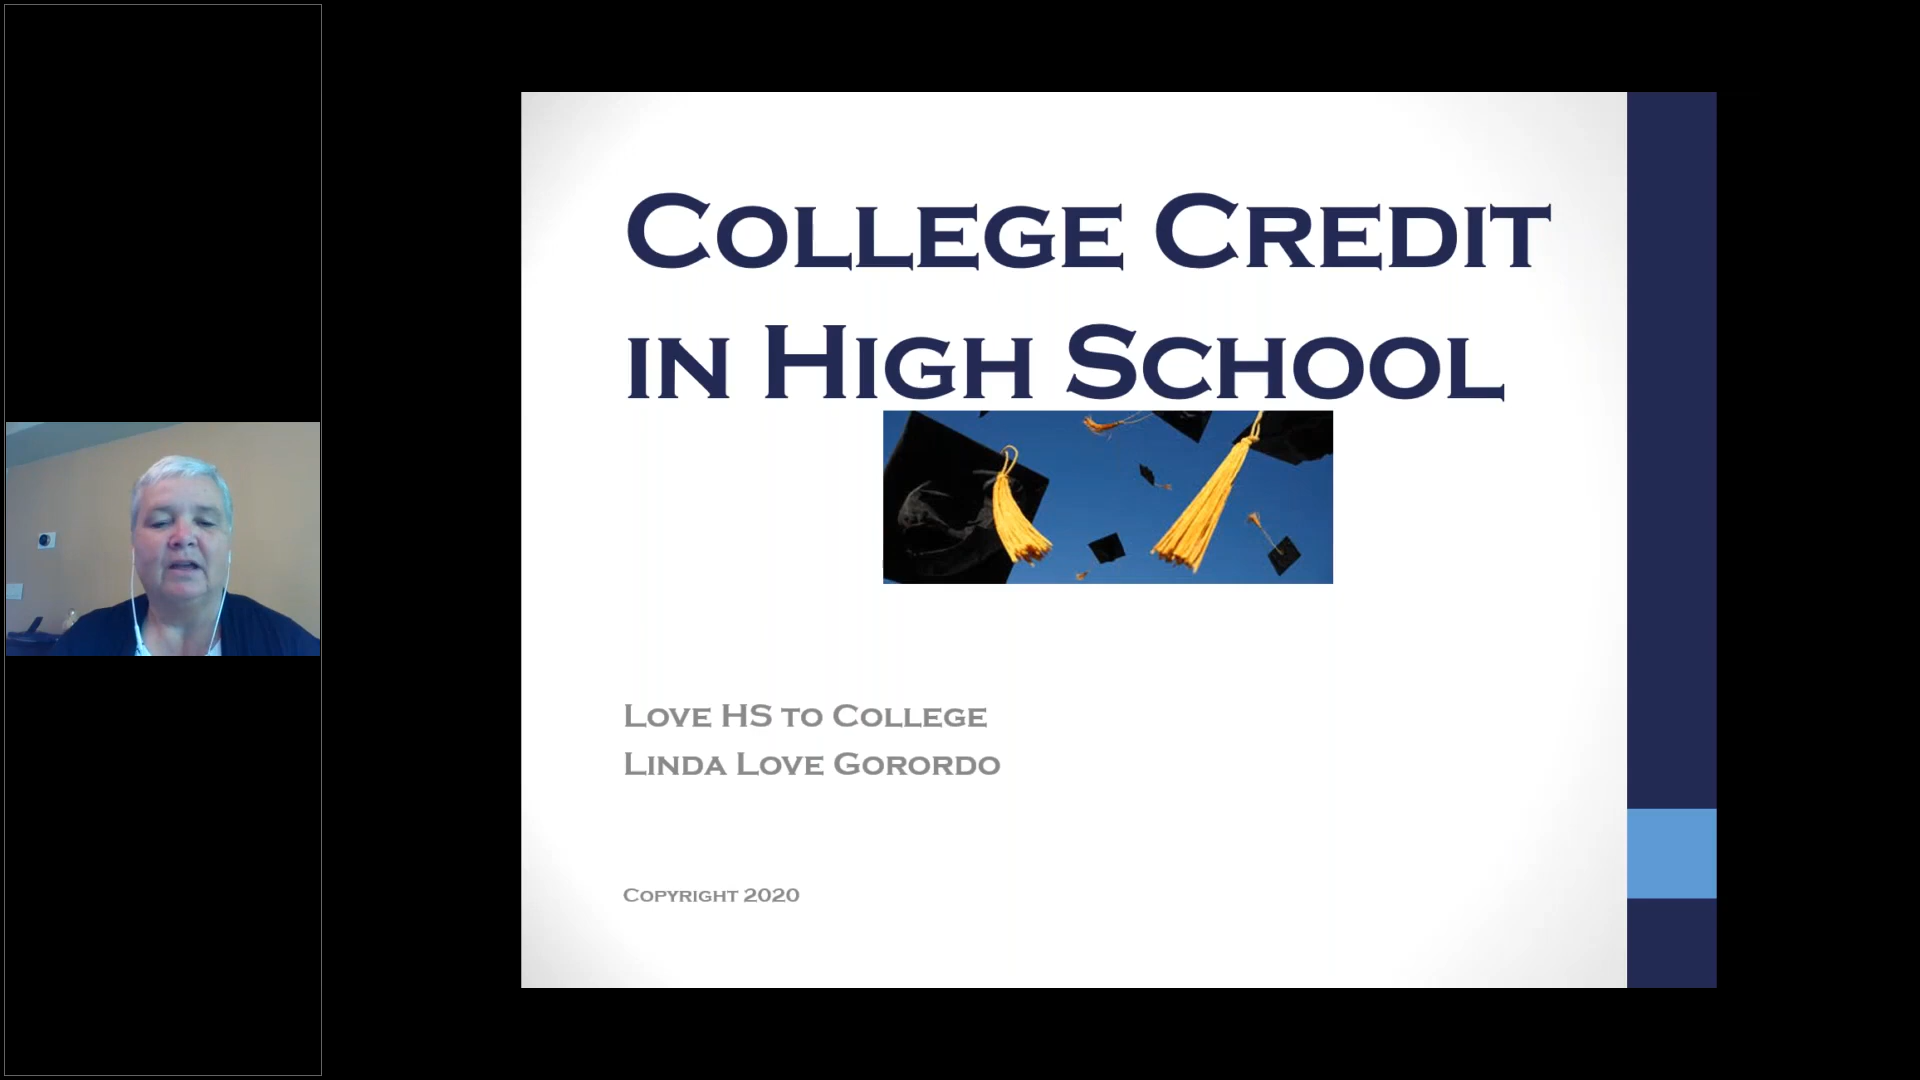 College Credit
in High School
Love HS to College
Linda Love Gorordo
Copyright 2020